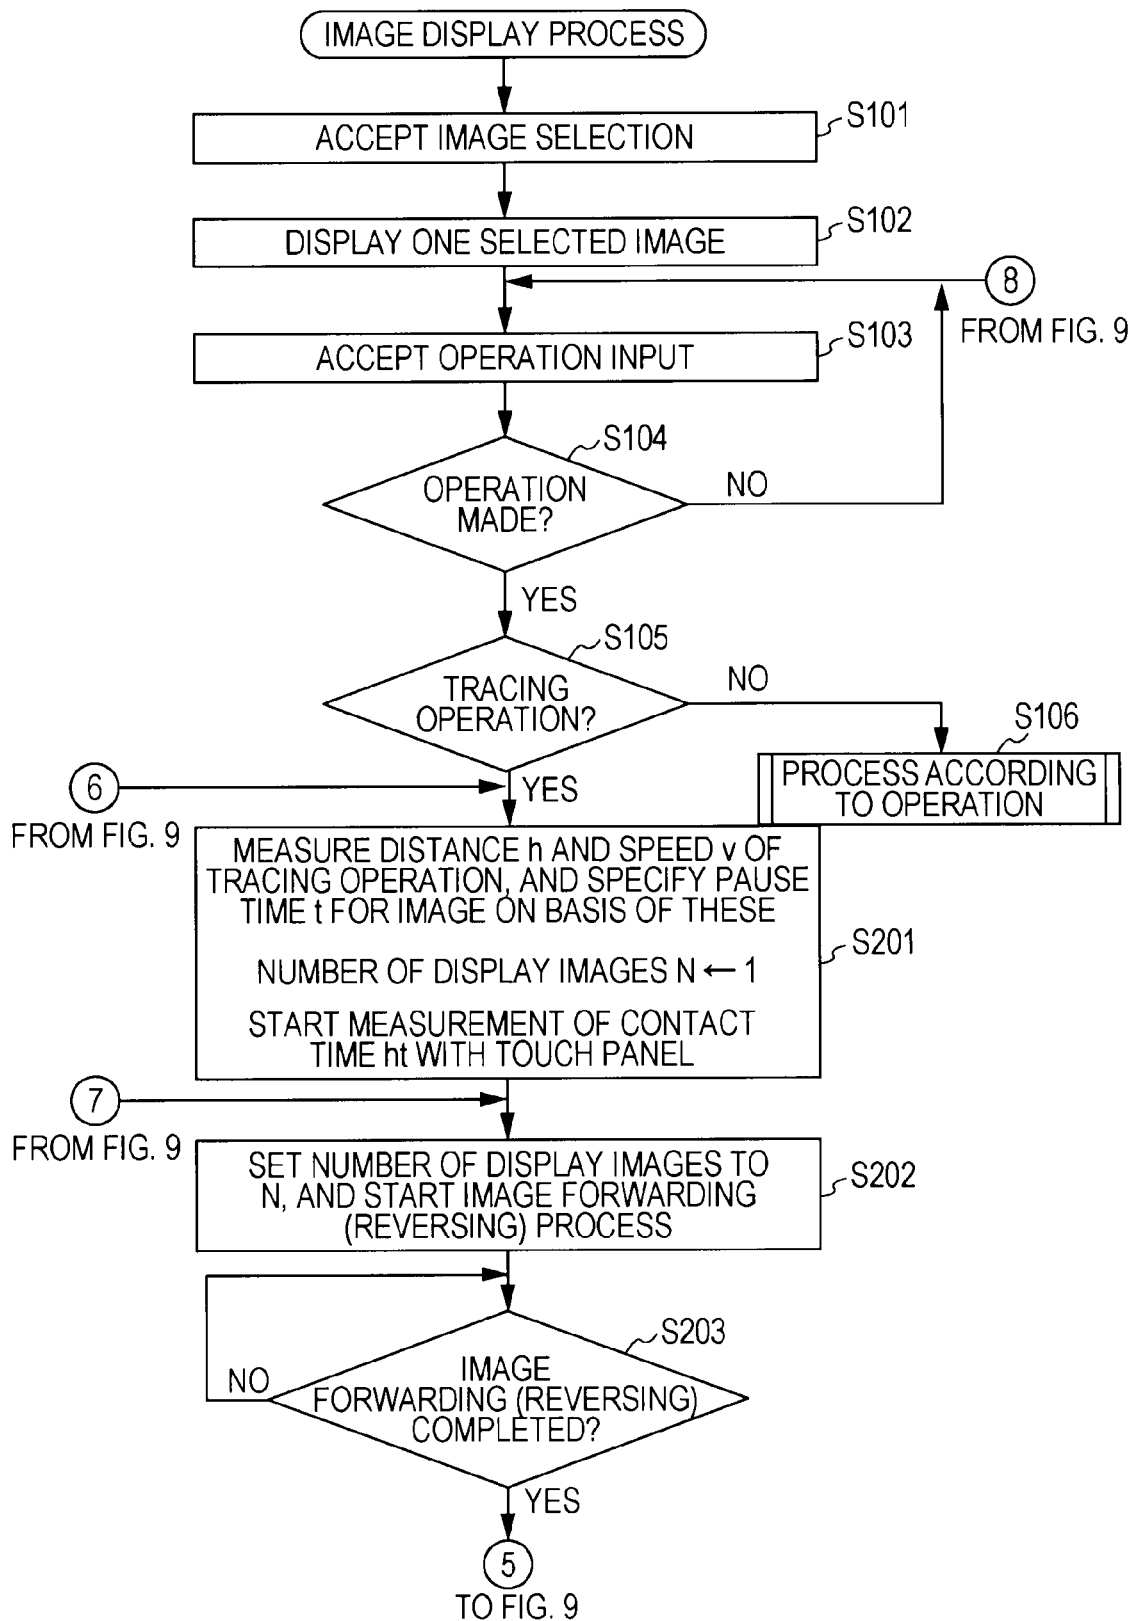 IMAGE DISPLAY PROCESS
S101
ACCEPT IMAGE SELECTION
S102
DISPLAY ONE SELECTED IMAGE
8
FROM FIG. 9
S103
ACCEPT OPERATION INPUT
S104
OPERATION
MADE?
NO
YES
S105
TRACING
OPERATION?
NO
S106
PROCESS ACCORDING
TO OPERATION
6
FROM FIG. 9
YES
MEASURE DISTANCE h AND SPEED v OF
TRACING OPERATION, AND SPECIFY PAUSE
TIME t FOR IMAGE ON BASIS OF THESE
S201
NUMBER OF DISPLAY IMAGES N ← 1
START MEASUREMENT OF CONTACT
TIME ht WITH TOUCH PANEL
7
FROM FIG. 9
SET NUMBER OF DISPLAY IMAGES TO
N, AND START IMAGE FORWARDING
(REVERSING) PROCESS
S202
S203
IMAGE
FORWARDING (REVERSING)
COMPLETED?
NO
YES
5
TO FIG. 9